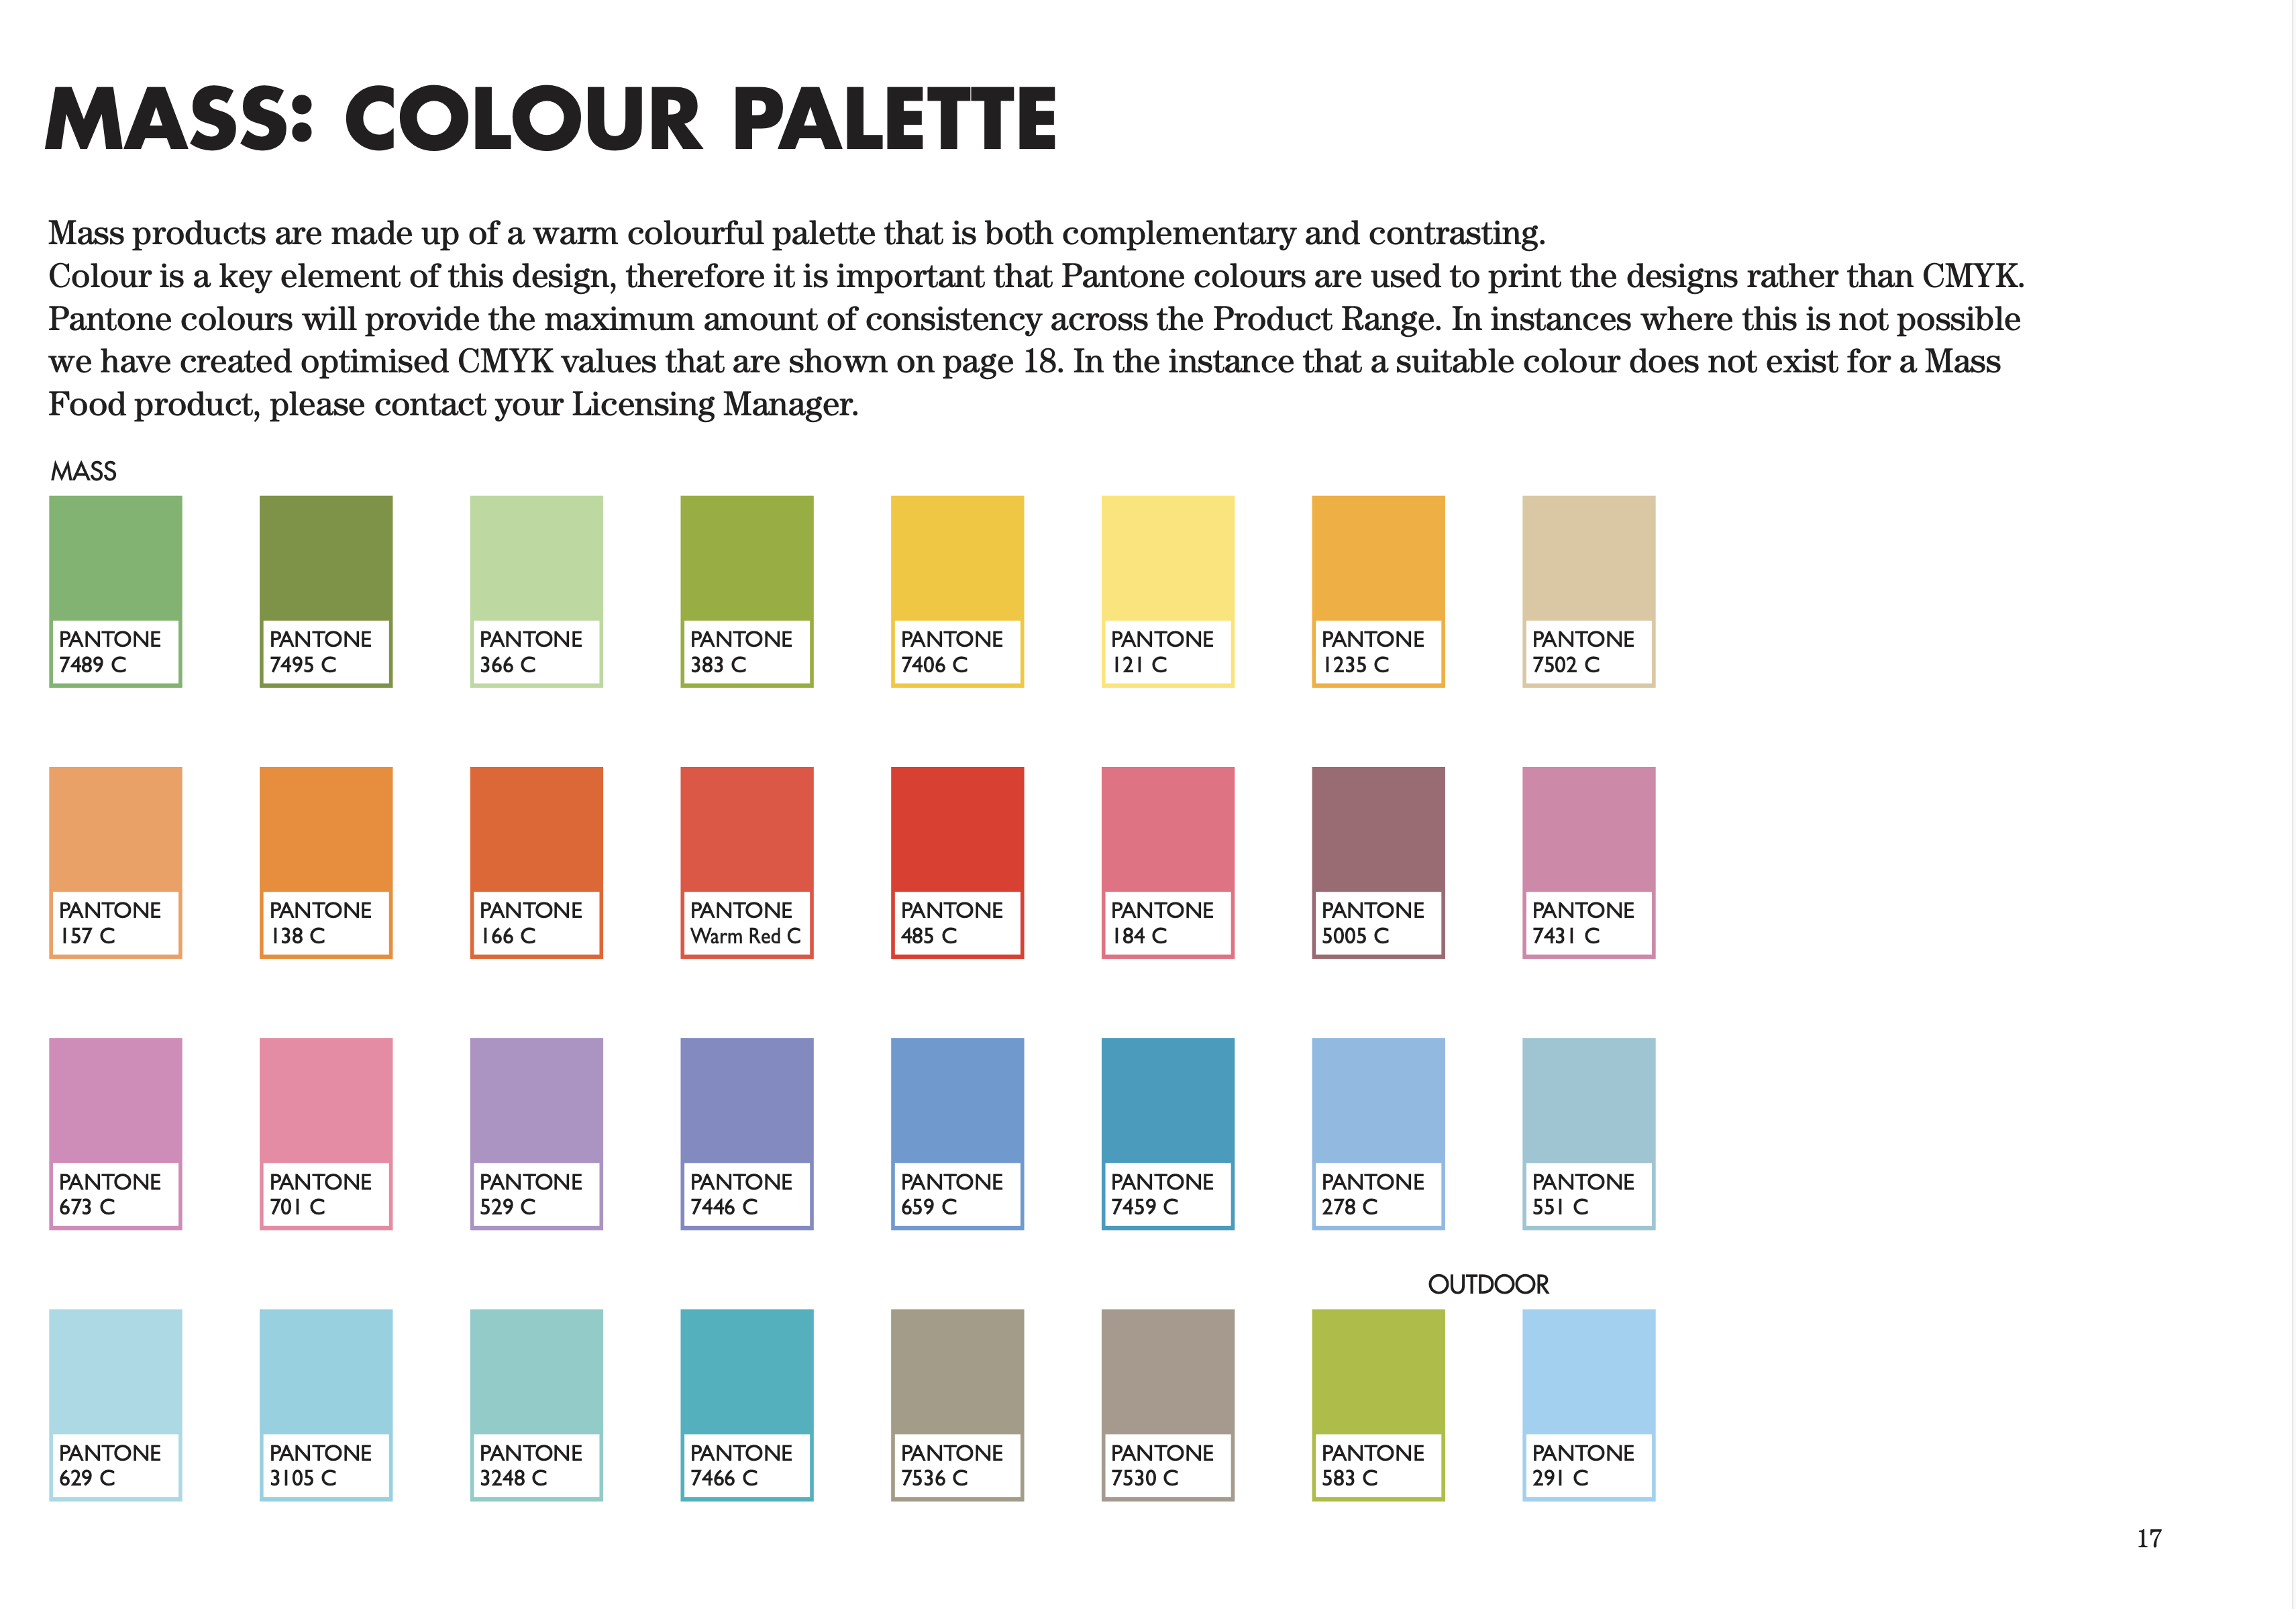 MASS: COLOUR PALETTE
Mass products are made up of a warm colourful palette that is both complementary and contrasting.
Colour is a key element of this design, therefore it is important that Pantone colours are used to print the designs rather than CMYK.
Pantone colours will provide the maximum amount of consistency across the Product Range. In instances where this is not possible
we have created optimised CMYK values that are shown on page 18. In the instance that a suitable colour does not exist for a Mass
Food product, please contact your Licensing Manager.
MASS
PANTONE
7489 C
PANTONE
7495 C
PANTONE
366 C
PANTONE
383 C
PANTONE
7406 C
PANTONE
121 C
PANTONE
1235 C
PANTONE
7502 C
PANTONE
157 C
PANTONE
138 C
PANTONE
166 C
PANTONE
Warm Red C
PANTONE
485 C
PANTONE
184 C
PANTONE
5005 C
PANTONE
7431 C
PANTONE
673 C
PANTONE
701 C
PANTONE
529 C
PANTONE
7446 C
PANTONE
659 C
PANTONE
7459 C
PANTONE
278 C
PANTONE
551 C
OUTDOOR
PANTONE
629 C
PANTONE
3105 C
PANTONE
3248 C
PANTONE
7466 C
PANTONE
7536 C
PANTONE
7530 C
PANTONE
583 C
PANTONE
291 C
17